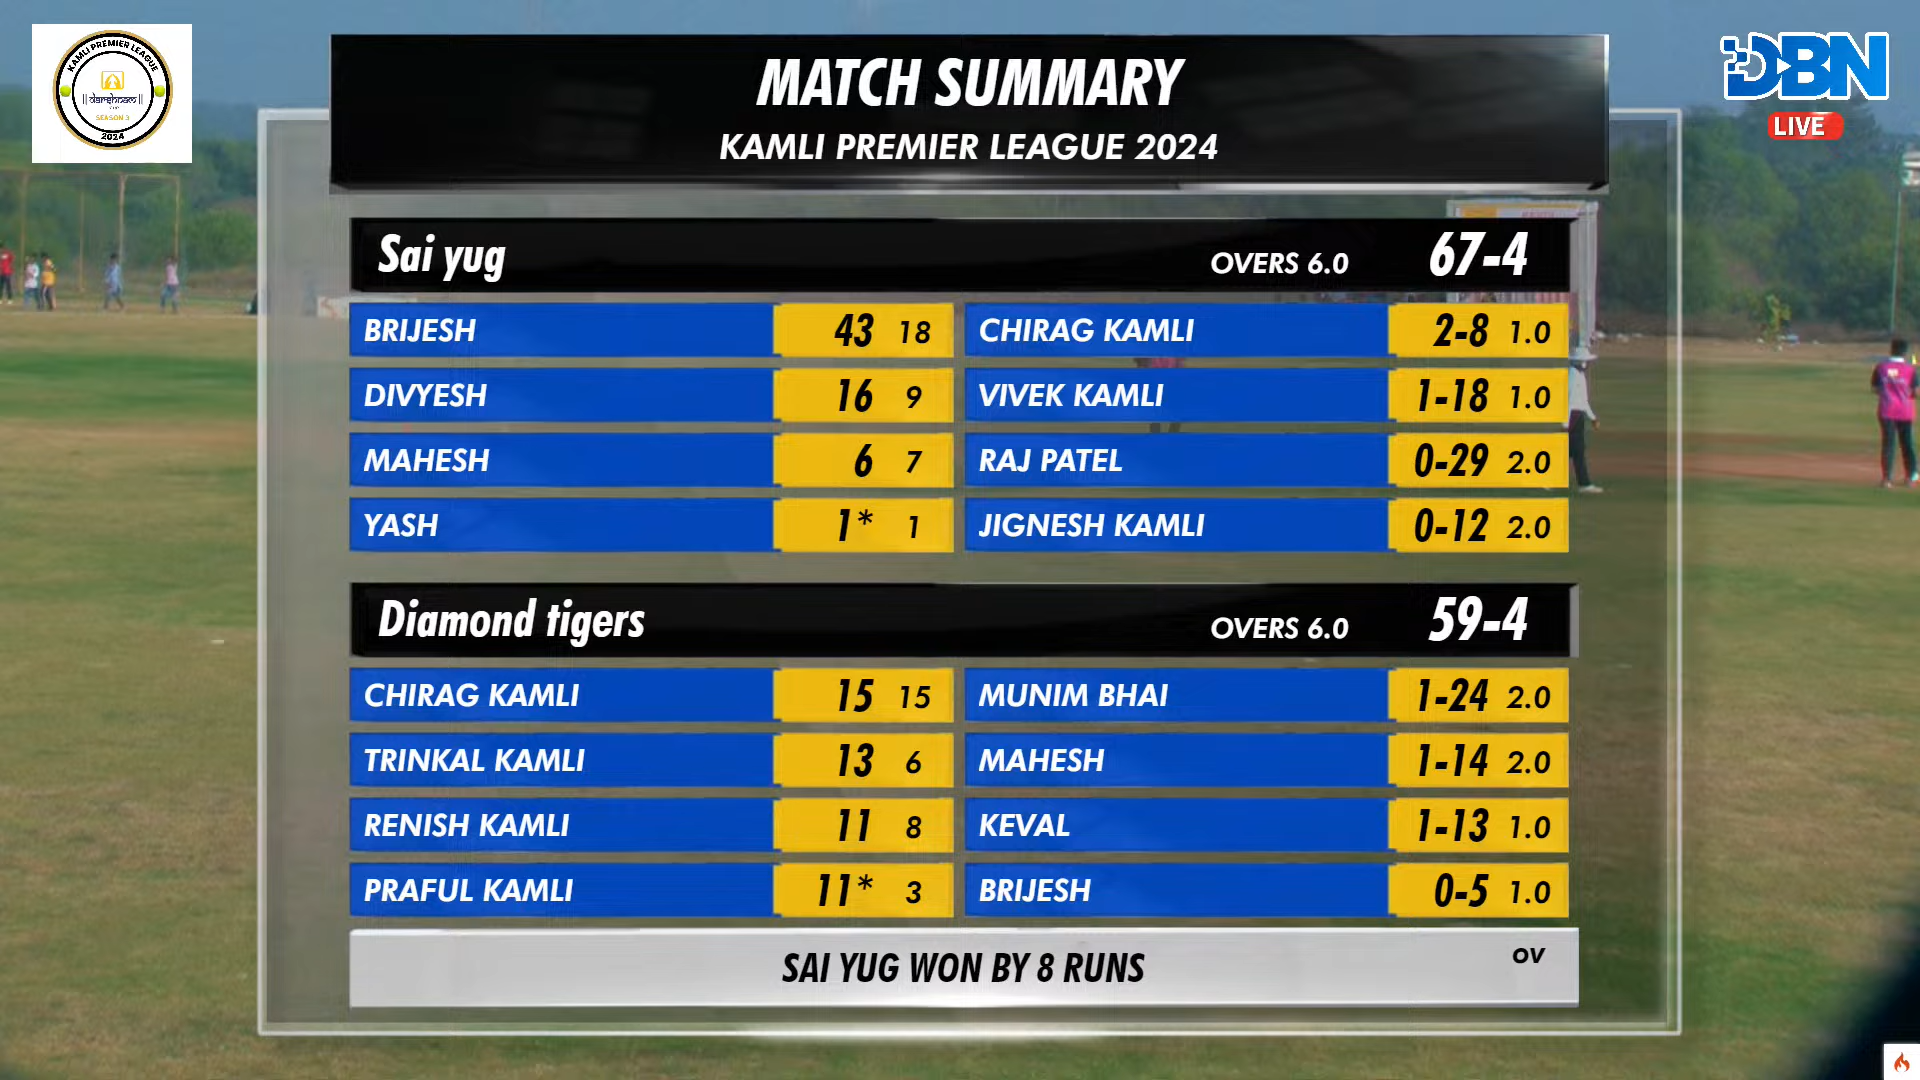 KAMLI PREMIER LEAGUE
|| darshnam ||
SEASON 3
2024
DBN
LIVE
MATCH SUMMARY
KAMLI PREMIER LEAGUE 2024
Sai yug OVERS 6.0 67-4
BRIJESH 43 18 CHIRAG KAMLI 2-8 1.0
DIVYESH 16 9 VIVEK KAMLI 1-18 1.0
MAHESH 6 7 RAJ PATEL 0-29 2.0
YASH 1* 1 JIGNESH KAMLI 0-12 2.0
Diamond tigers OVERS 6.0 59-4
CHIRAG KAMLI 15 15 MUNIM BHAI 1-24 2.0
TRINKAL KAMLI 13 6 MAHESH 1-14 2.0
RENISH KAMLI 11 8 KEVAL 1-13 1.0
PRAFUL KAMLI 11* 3 BRIJESH 0-5 1.0
SAI YUG WON BY 8 RUNS OV